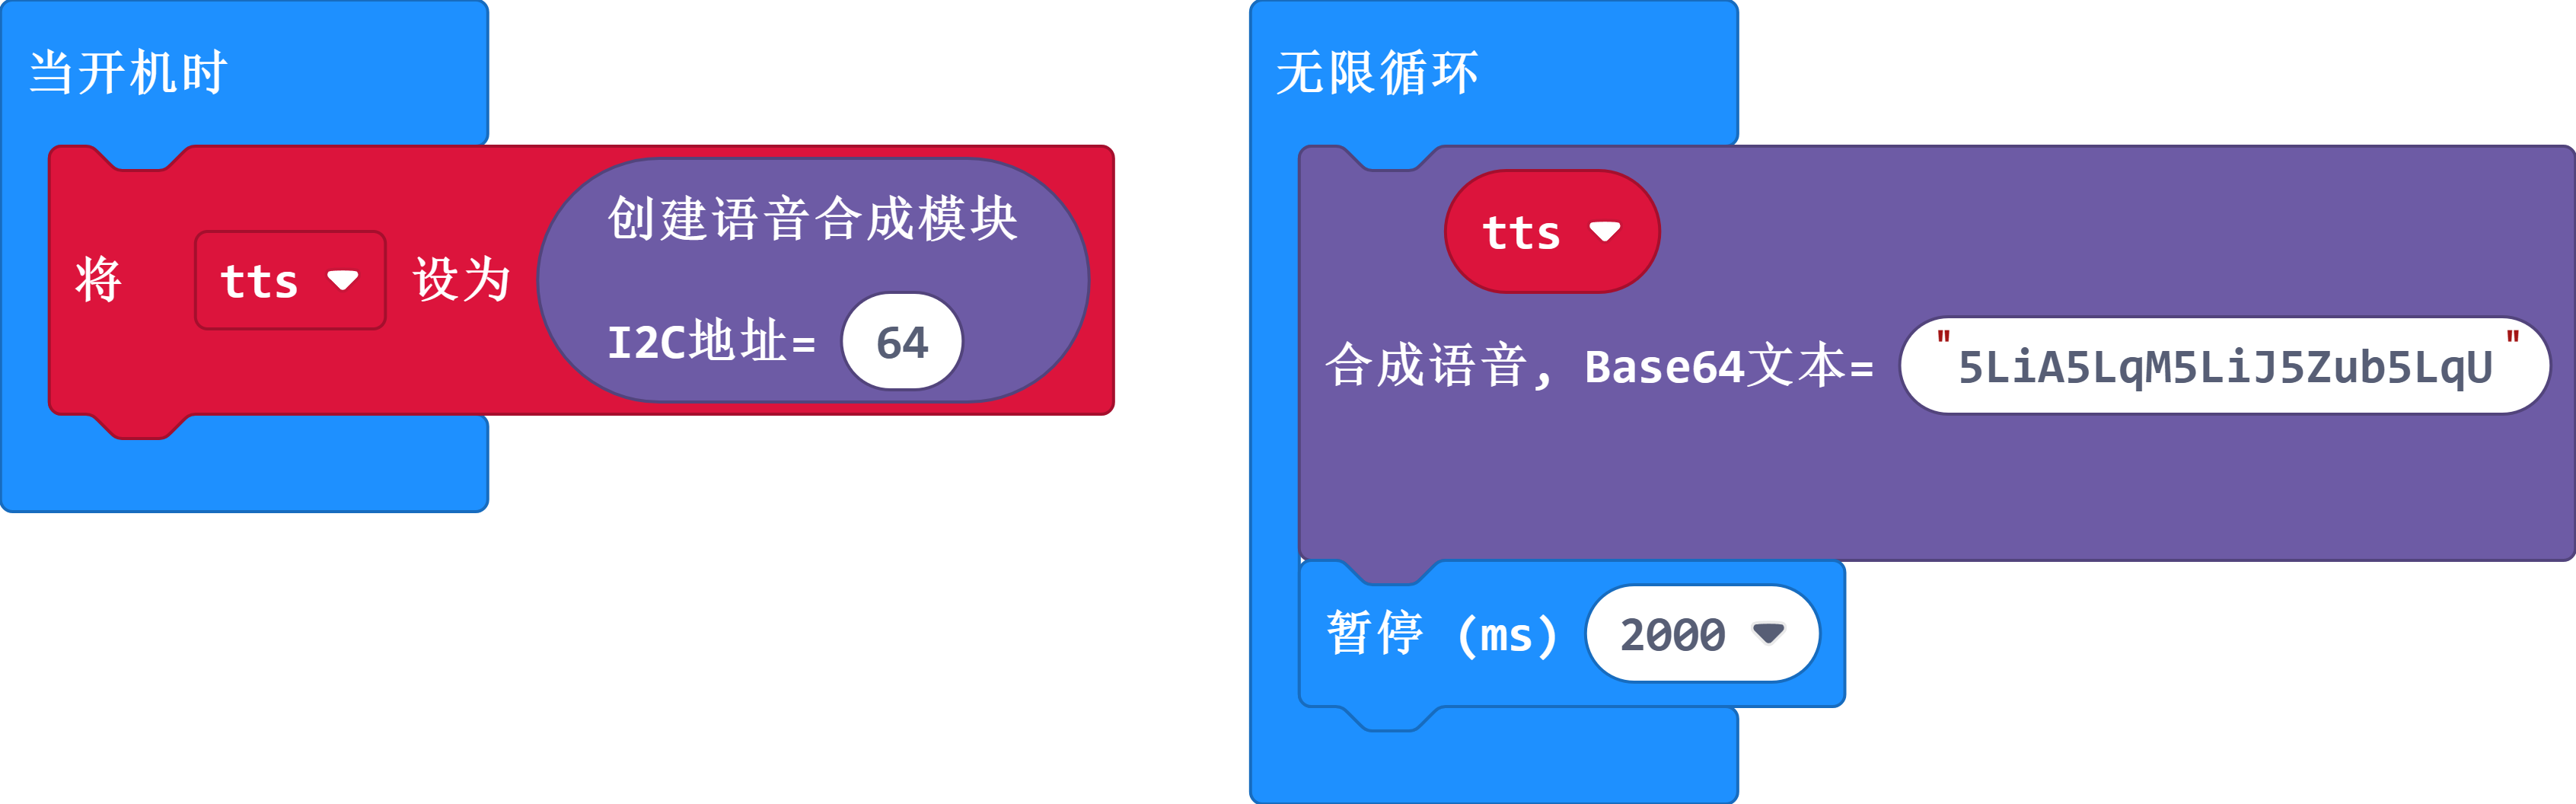 当开机时
将 tts 设为 创建语音合成模块
I2C地址= 64
无限循环
tts
合成语音, Base64文本= "5LiA5LqM5LiJ5Zub5LqU"
暂停 (ms) 2000